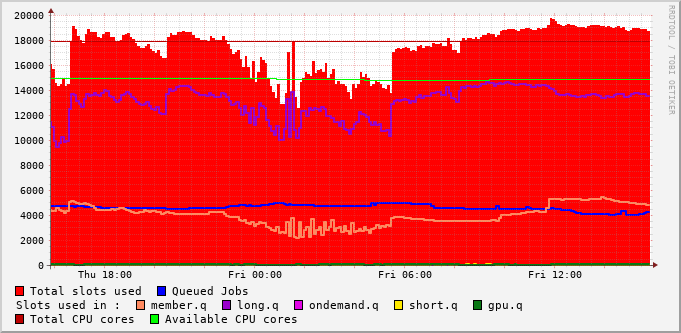 RRDTOOL / TOBI OETIKER
20000
18000
16000
14000
12000
10000
8000
6000
4000
2000
0
Thu 18:00 Fri 00:00 Fri 06:00 Fri 12:00
Total slots used Queued Jobs
Slots used in : member.q long.q ondemand.q short.q gpu.q
Total CPU cores Available CPU cores